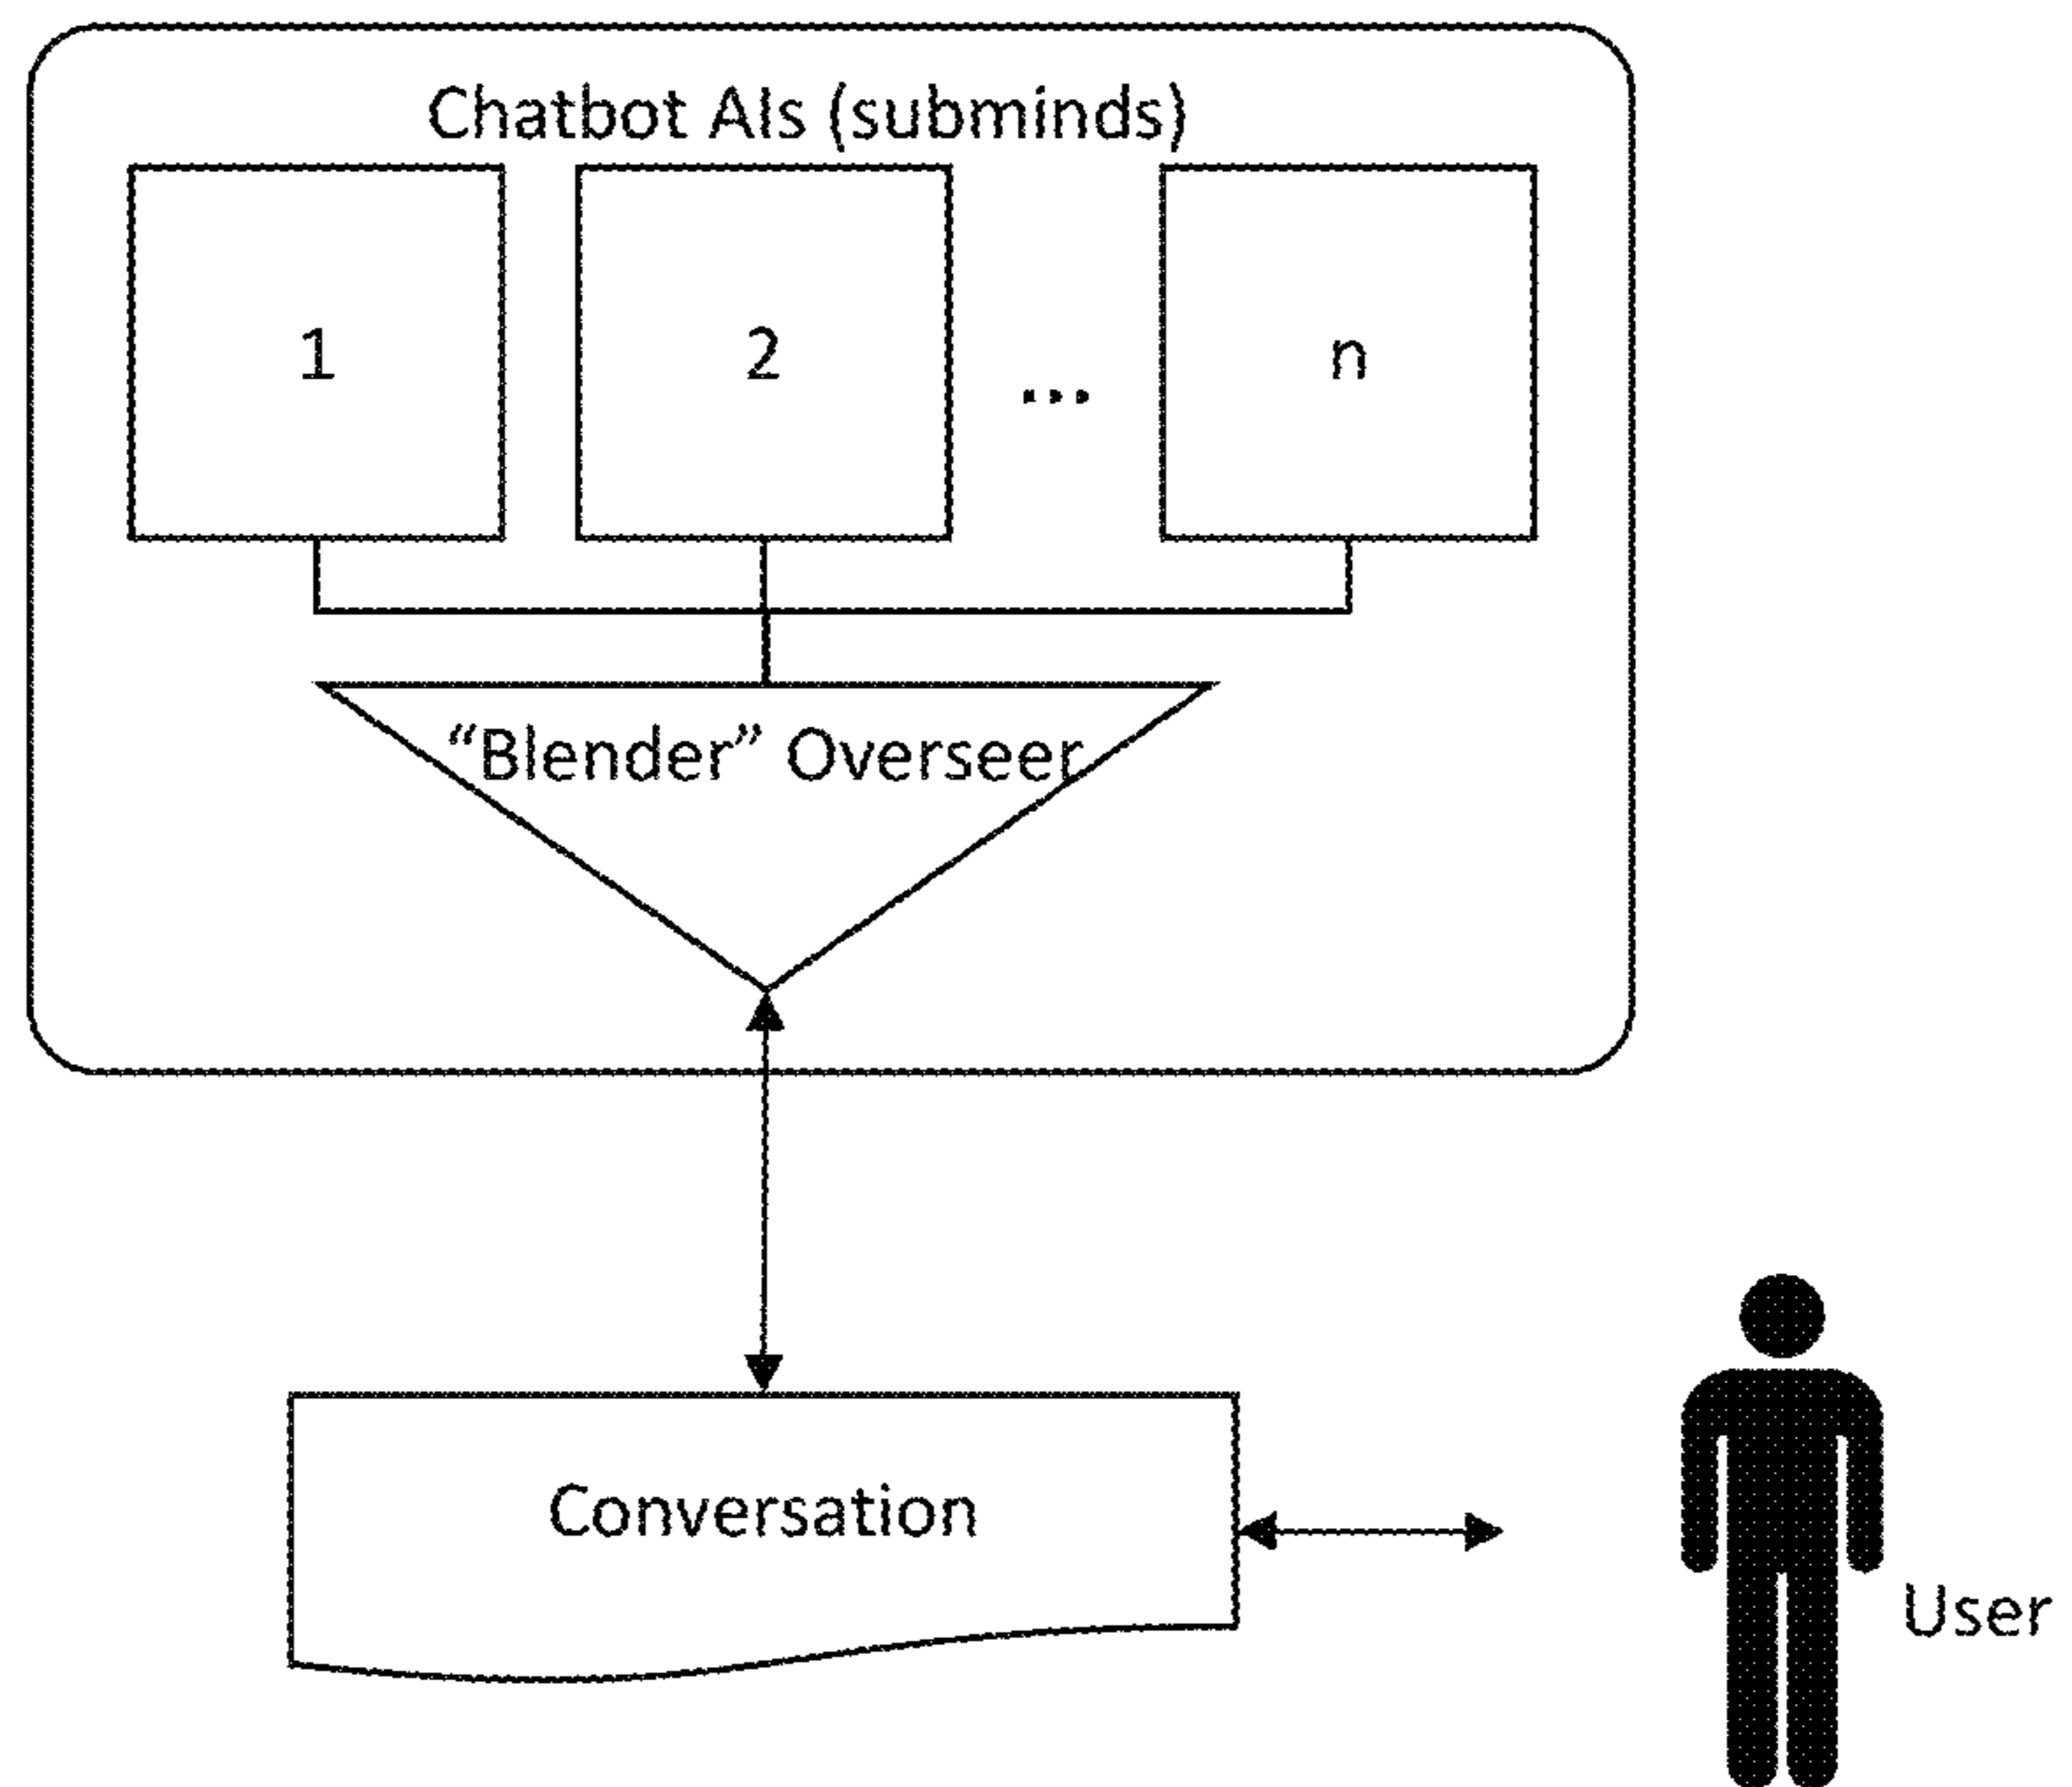 Chatbot AIs (subminds)
1
2
...
n
“Blender” Overseer
Conversation
User